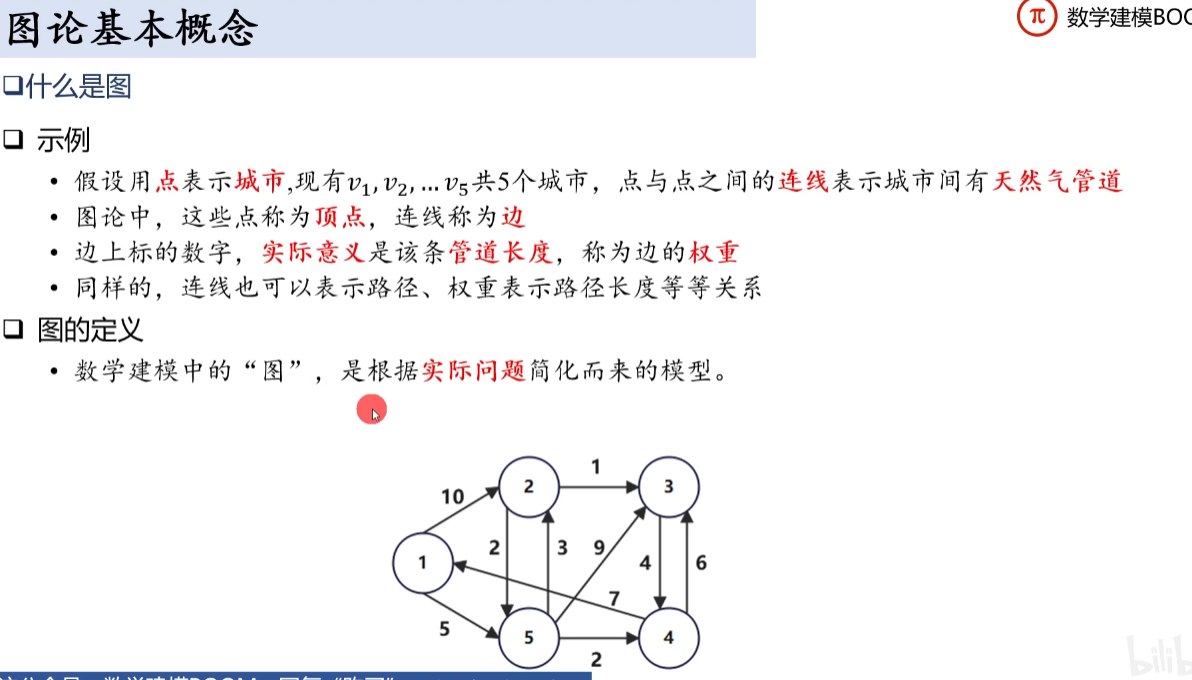 图论基本概念
π 数学建模BOO
什么是图
示例
• 假设用点表示城市,现有v₁,v₂,…v₅共5个城市，点与点之间的连线表示城市间有天然气管道
• 图论中，这些点称为顶点，连线称为边
• 边上标的数字，实际意义是该条管道长度，称为边的权重
• 同样的，连线也可以表示路径、权重表示路径长度等等关系
图的定义
• 数学建模中的“图”，是根据实际问题简化而来的模型。
1
10
2
3
2
3
9
4
6
1
7
5
5
4
2
bilib